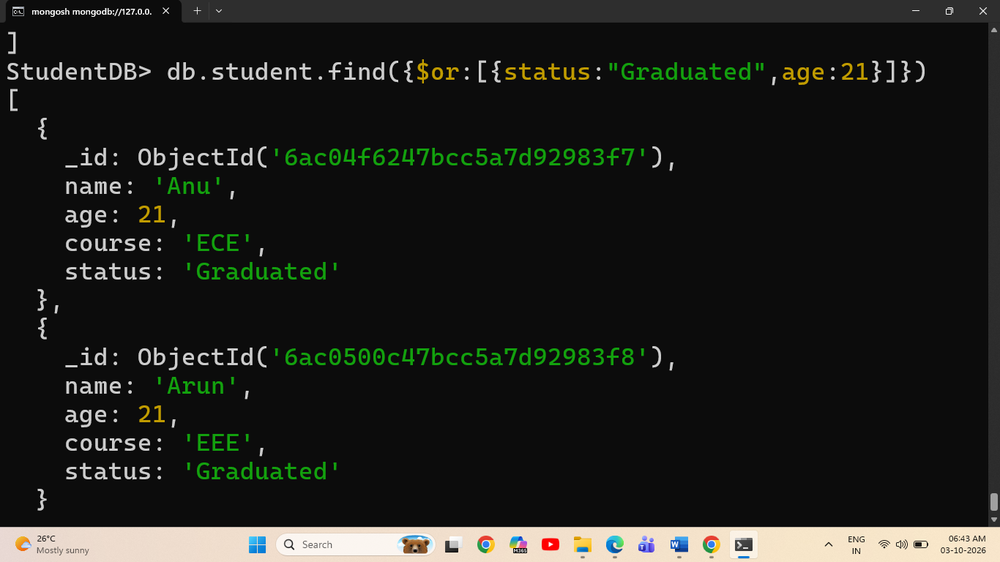 mongosh mongodb://127.0.0.
]
StudentDB> db.student.find({$or:[{status:"Graduated",age:21}]})
[
  {
    _id: ObjectId('6ac04f6247bcc5a7d92983f7'),
    name: 'Anu',
    age: 21,
    course: 'ECE',
    status: 'Graduated'
  },
  {
    _id: ObjectId('6ac0500c47bcc5a7d92983f8'),
    name: 'Arun',
    age: 21,
    course: 'EEE',
    status: 'Graduated'
  }
26°C
Mostly sunny
Search
M365
ENG
IN
06:43 AM
03-10-2026